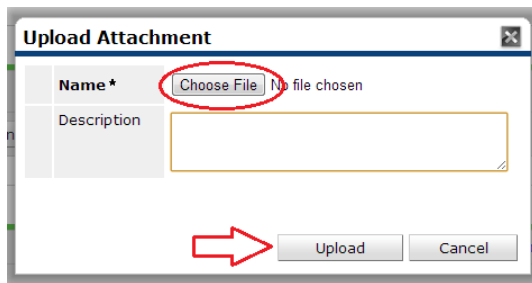 Upload Attachment
Name*
Choose File No file chosen
Description
Upload Cancel